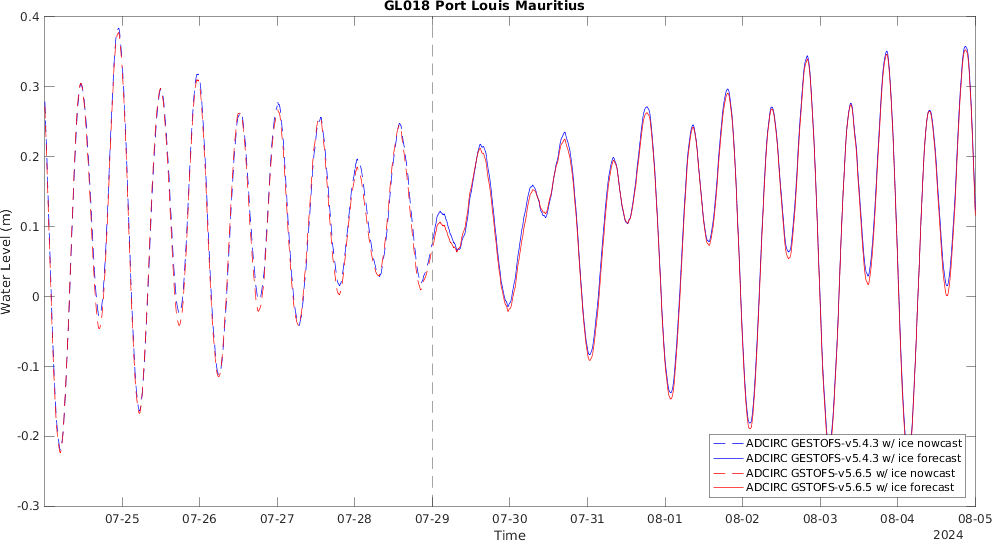 GL018 Port Louis Mauritius
0.4
0.3
0.2
0.1
0
-0.1
-0.2
-0.3
Water Level (m)
ADCIRC GESTOFS-v5.4.3 w/ ice nowcast
ADCIRC GESTOFS-v5.4.3 w/ ice forecast
ADCIRC GSTOFS-v5.6.5 w/ ice nowcast
ADCIRC GSTOFS-v5.6.5 w/ ice forecast
07-25 07-26 07-27 07-28 07-29 07-30 07-31 08-01 08-02 08-03 08-04 08-05
Time
2024